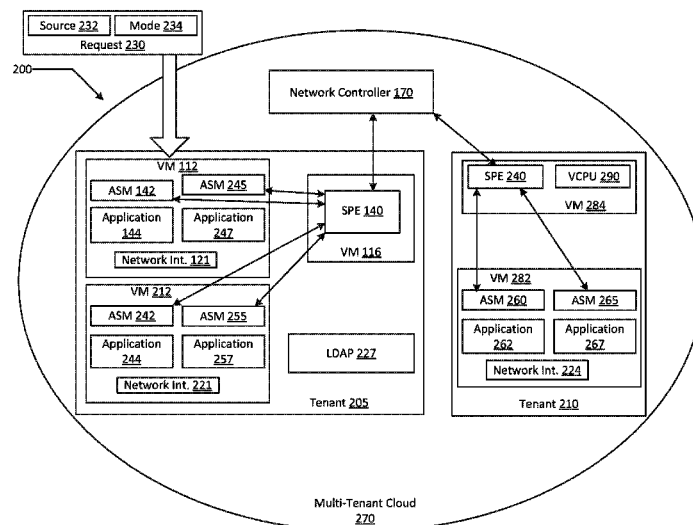 Source 232 Mode 234
Request 230
200
Network Controller 170
VM 112
ASM 142 ASM 245
Application 144 Application 247
Network Int. 121
SPE 140
VM 116
VM 212
ASM 242 ASM 255
Application 244 Application 257
Network Int. 221
LDAP 227
Tenant 205
SPE 240 VCPU 290
VM 284
VM 282
ASM 260 ASM 265
Application 262 Application 267
Network Int. 224
Tenant 210
Multi-Tenant Cloud
270